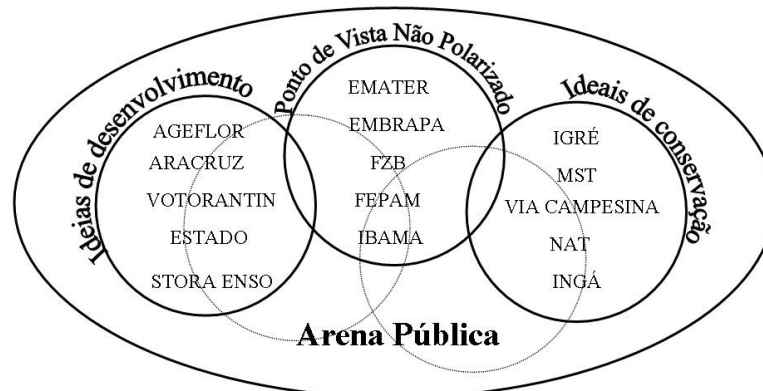 Ideias de desenvolvimento
AGEFLOR
ARACRUZ
VOTORANTIN
ESTADO
STORA ENSO
Ponto de Vista Não Polarizado
EMATER
EMBRAPA
FZB
FEPAM
IBAMA
Ideais de conservação
IGRÉ
MST
VIA CAMPESINA
NAT
INGÁ
Arena Pública